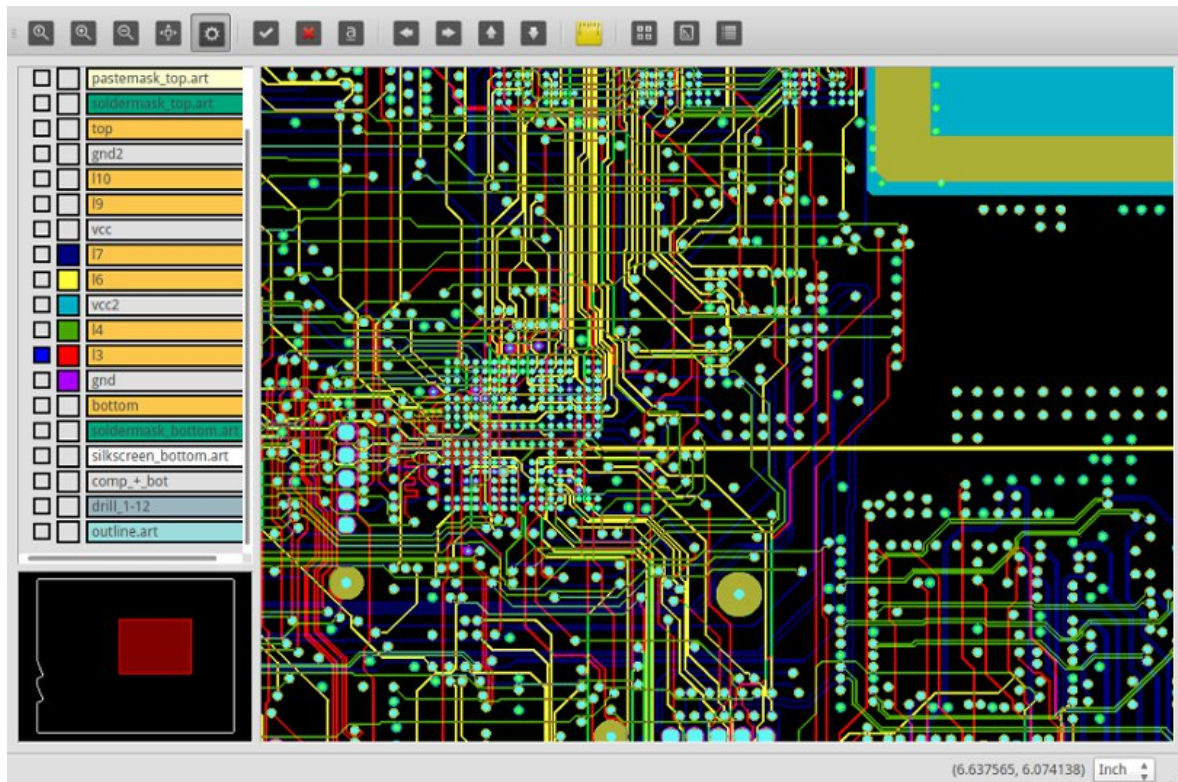 a
pastemask_top.art
soldermask_top.art
top
gnd2
l10
l9
vcc
l7
l6
vcc2
l4
l3
gnd
bottom
soldermask_bottom.art
silkscreen_bottom.art
comp_+_bot
drill_1-12
outline.art
(6.637565, 6.074138) Inch